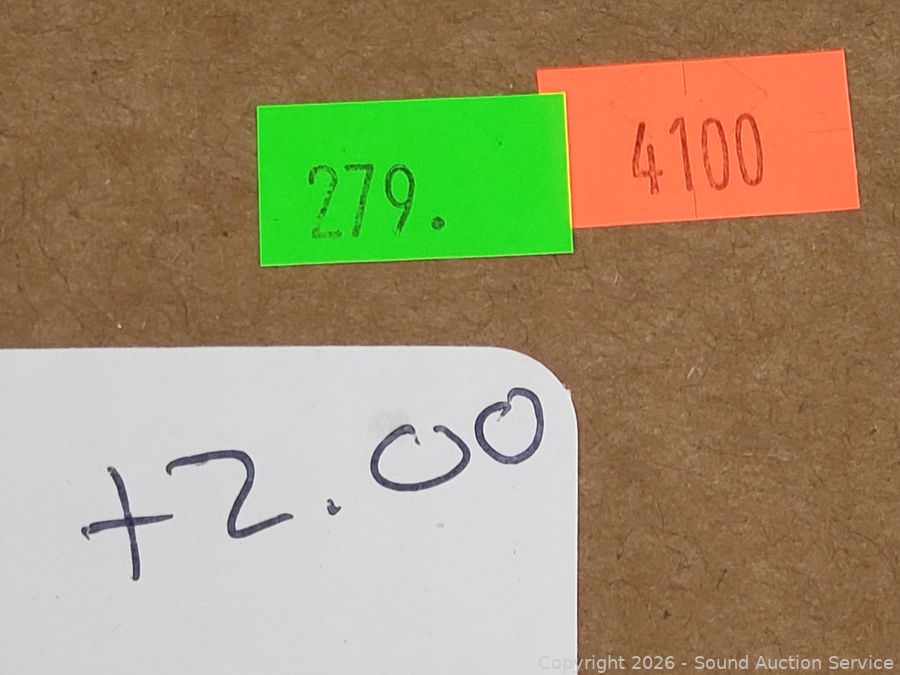 279.
4100
+2.00
Copyright 2026 - Sound Auction Service